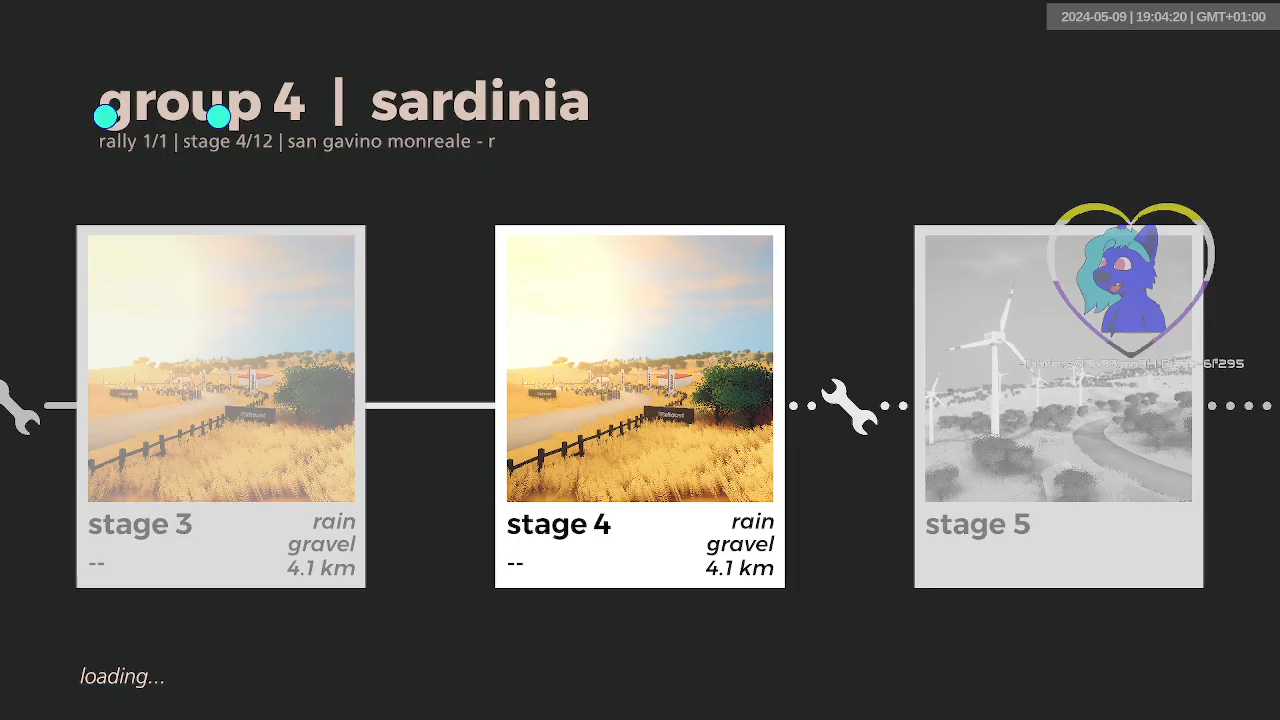 2024-05-09 | 19:04:20 | GMT+01:00
group 4 | sardinia
rally 1/1 | stage 4/12 | san gavino monreale - r
stage 3
rain
gravel
--
4.1 km
stage 4
rain
gravel
--
4.1 km
stage 5
loading...